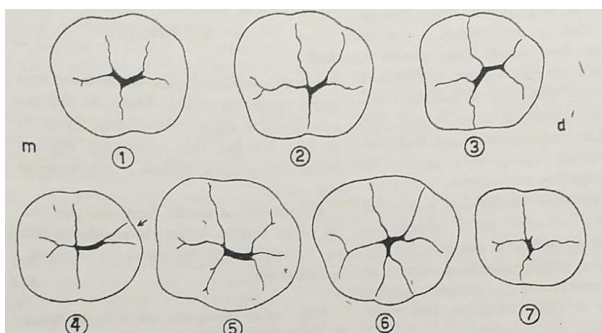 m
d
① ② ③
④ ⑤ ⑥ ⑦